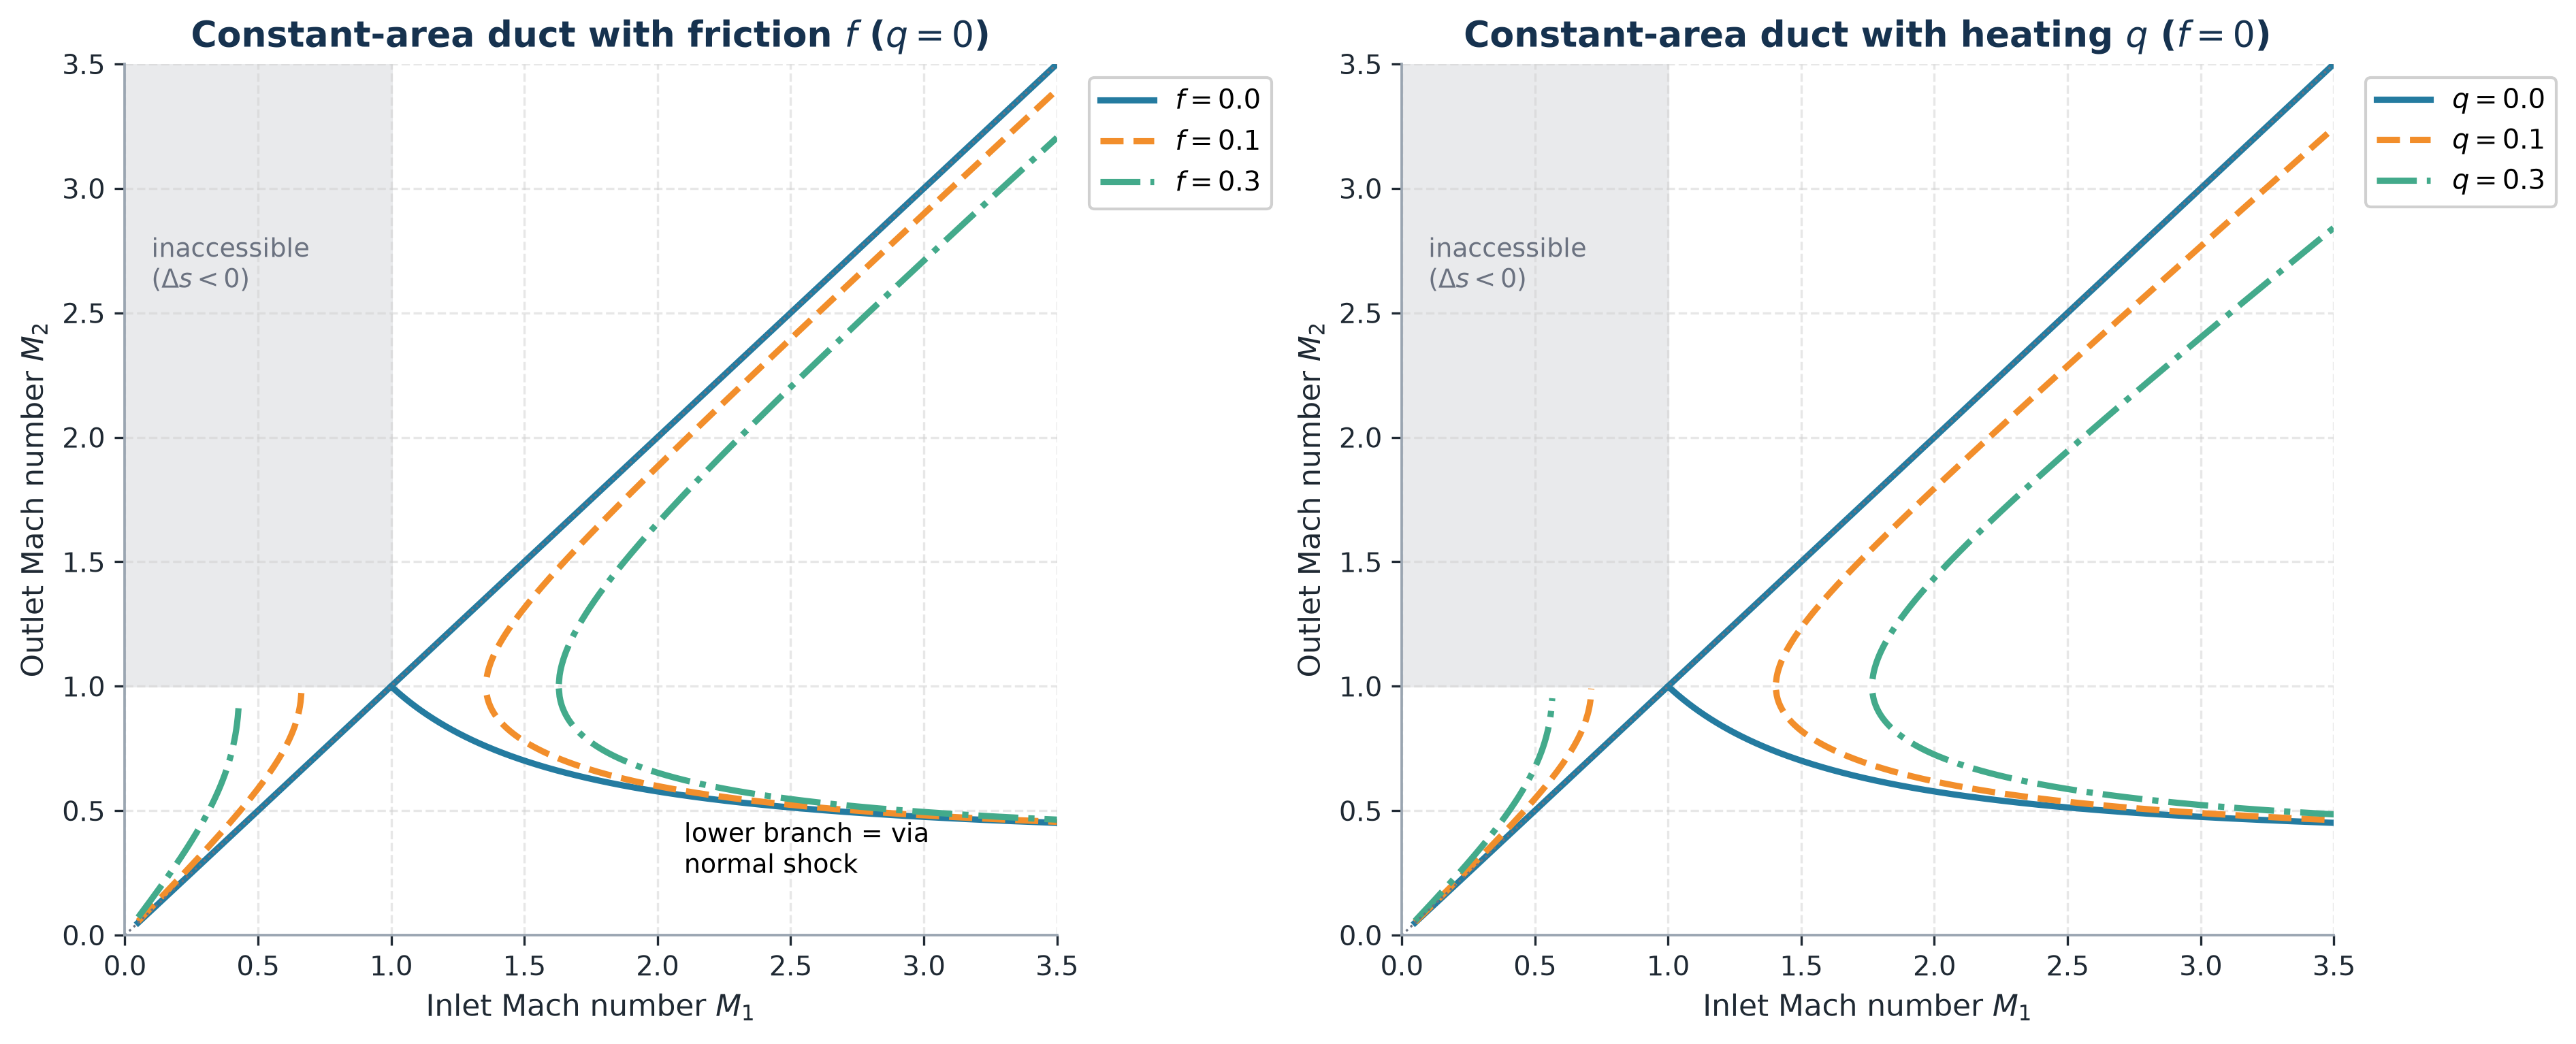 Constant-area duct with friction f (q = 0)
3.5
3.0
2.5
2.0
1.5
1.0
0.5
0.0
Outlet Mach number M₂
inaccessible
(Δs < 0)
lower branch = via
normal shock
0.0 0.5 1.0 1.5 2.0 2.5 3.0 3.5
Inlet Mach number M₁
f = 0.0
f = 0.1
f = 0.3
Constant-area duct with heating q (f = 0)
3.5
3.0
2.5
2.0
1.5
1.0
0.5
0.0
Outlet Mach number M₂
inaccessible
(Δs < 0)
0.0 0.5 1.0 1.5 2.0 2.5 3.0 3.5
Inlet Mach number M₁
q = 0.0
q = 0.1
q = 0.3